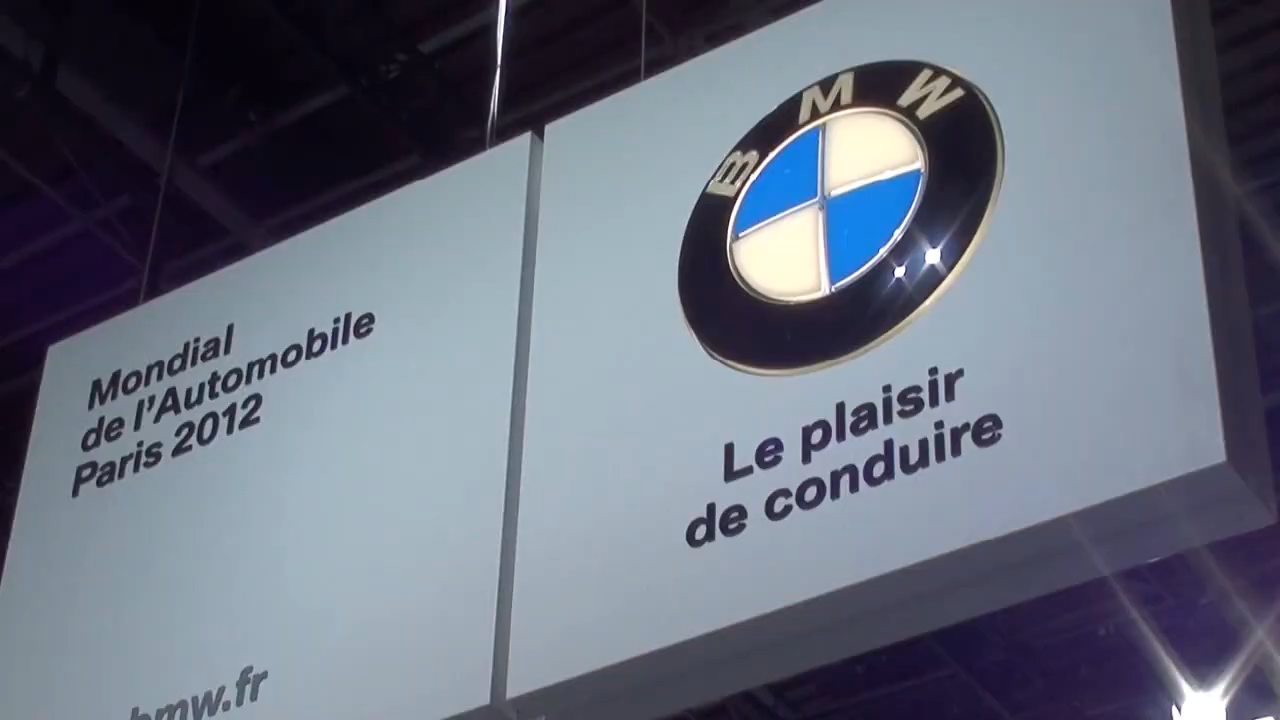 Mondial
de l'Automobile
Paris 2012
bmw.fr
BMW
Le plaisir
de conduire